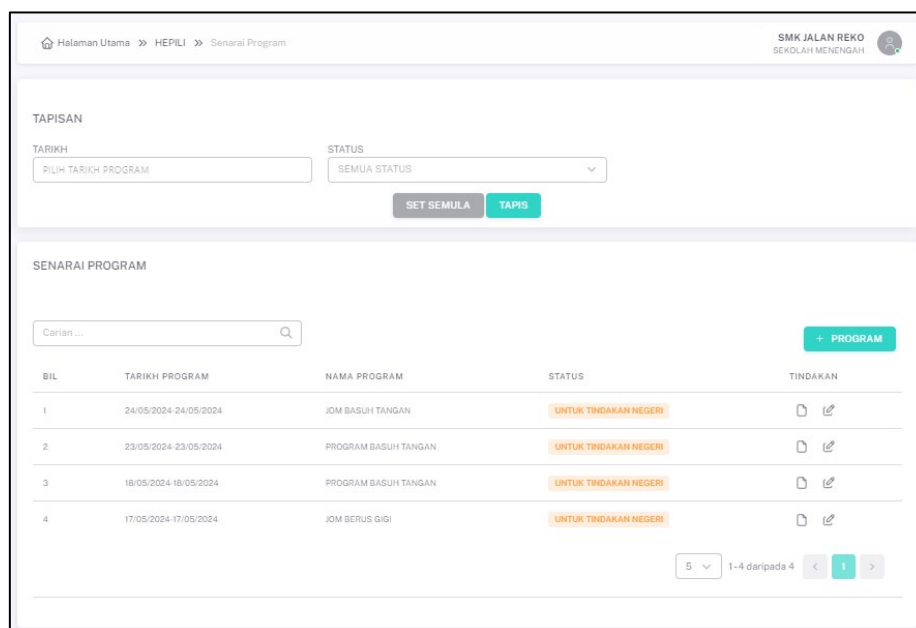 Halaman Utama >> HEPILI >> Senarai Program
SMK JALAN REKO
SEKOLAH MENENGAH
TAPISAN
TARIKH
PILIH TARIKH PROGRAM
STATUS
SEMUA STATUS
SET SEMULA
TAPIS
SENARAI PROGRAM
Carian ...
+ PROGRAM
BIL TARIKH PROGRAM NAMA PROGRAM STATUS TINDAKAN
1 24/05/2024-24/05/2024 JOM BASUH TANGAN UNTUK TINDAKAN NEGERI
2 23/05/2024-23/05/2024 PROGRAM BASUH TANGAN UNTUK TINDAKAN NEGERI
3 18/05/2024-18/05/2024 PROGRAM BASUH TANGAN UNTUK TINDAKAN NEGERI
4 17/05/2024-17/05/2024 JOM BERUS GIGI UNTUK TINDAKAN NEGERI
5 1-4 daripada 4 < 1 >